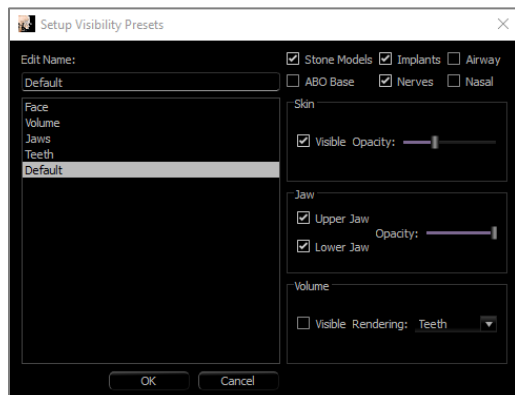 Setup Visibility Presets
Edit Name:
Default
Face
Volume
Jaws
Teeth
Default
Stone Models Implants Airway
ABO Base Nerves Nasal
Skin
Visible Opacity:
Jaw
Upper Jaw
Opacity:
Lower Jaw
Volume
Visible Rendering: Teeth
OK Cancel